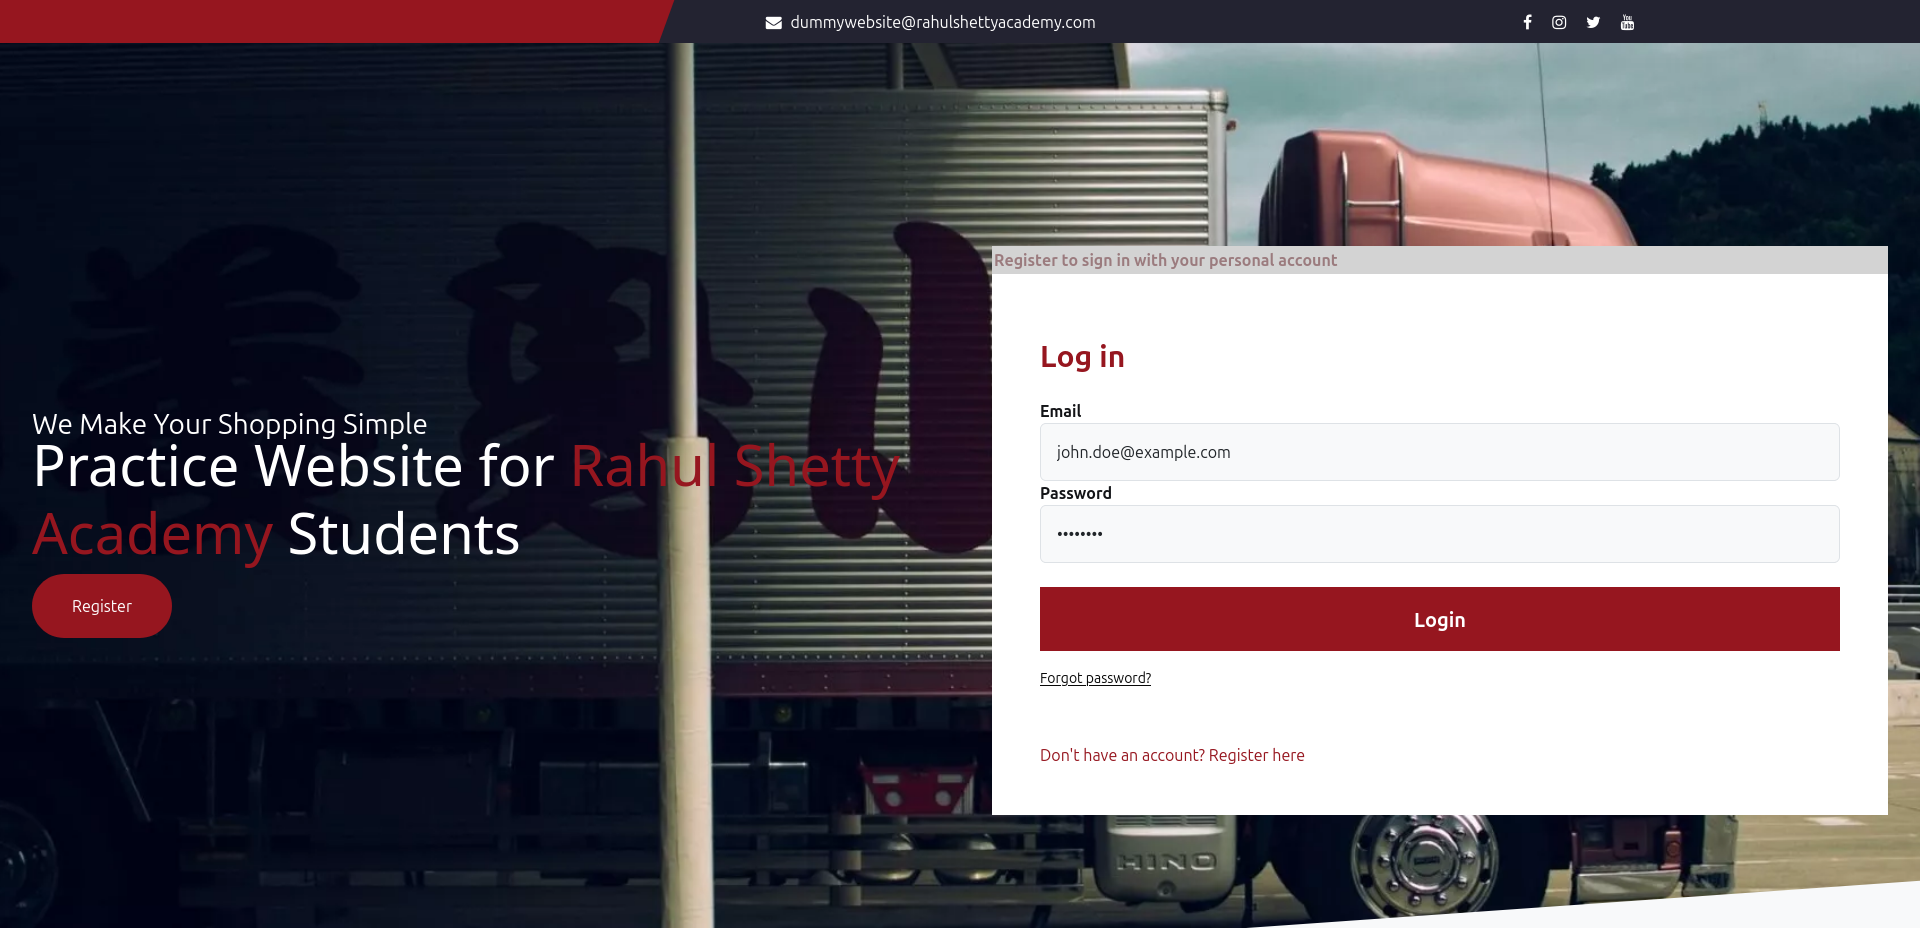 dummywebsite@rahulshettyacademy.com
Register to sign in with your personal account
Log in
Email
john.doe@example.com
Password
••••••••
Login
Forgot password?
Don't have an account? Register here
We Make Your Shopping Simple
Practice Website for Rahul Shetty
Academy Students
Register
HINO